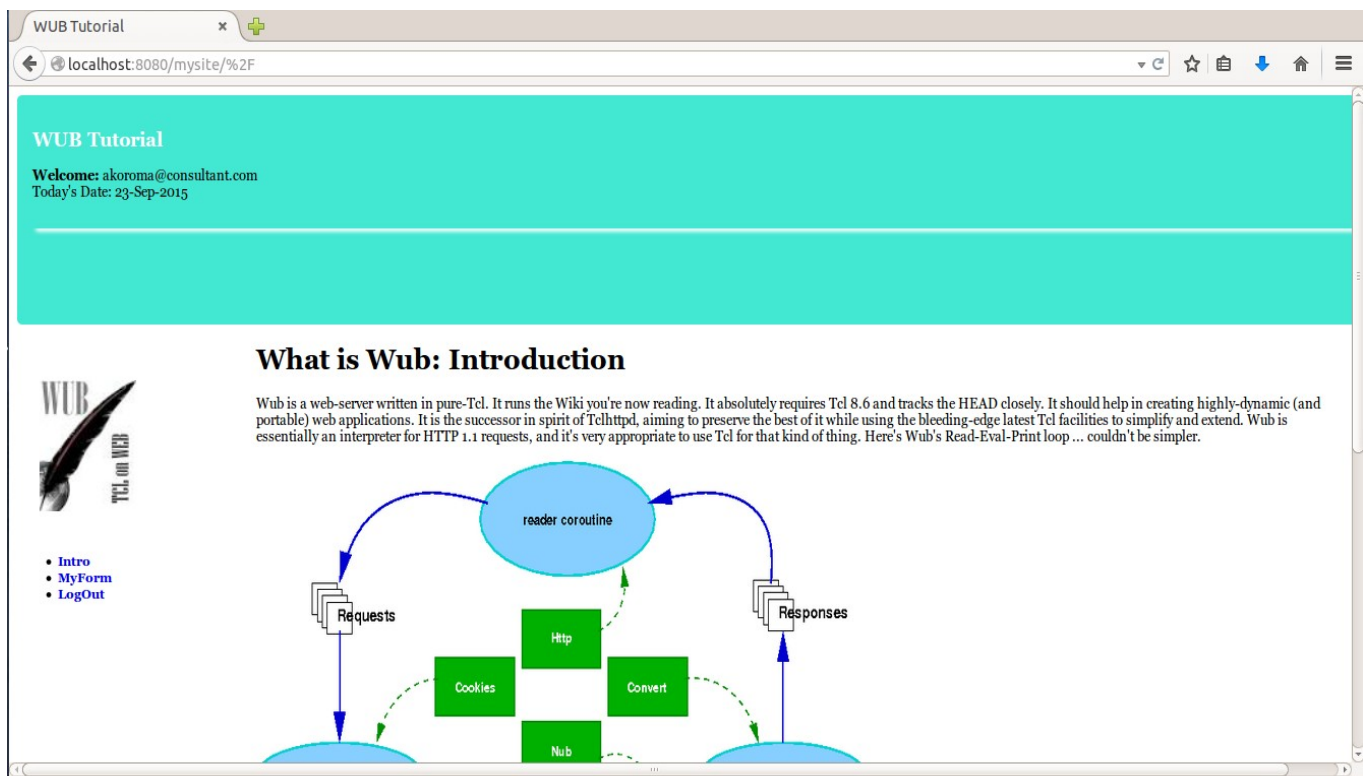 WUB Tutorial
localhost:8080/mysite/%2F
WUB Tutorial
Welcome: akoroma@consultant.com
Today's Date: 23-Sep-2015
WUB
TCL on WEB
Intro
MyForm
LogOut
What is Wub: Introduction
Wub is a web-server written in pure-Tcl. It runs the Wiki you're now reading. It absolutely requires Tcl 8.6 and tracks the HEAD closely. It should help in creating highly-dynamic (and
portable) web applications. It is the successor in spirit of Tclhttpd, aiming to preserve the best of it while using the bleeding-edge latest Tcl facilities to simplify and extend. Wub is
essentially an interpreter for HTTP 1.1 requests, and it's very appropriate to use Tcl for that kind of thing. Here's Wub's Read-Eval-Print loop ... couldn't be simpler.
reader coroutine
Requests
Responses
Http
Cookies
Convert
Nub